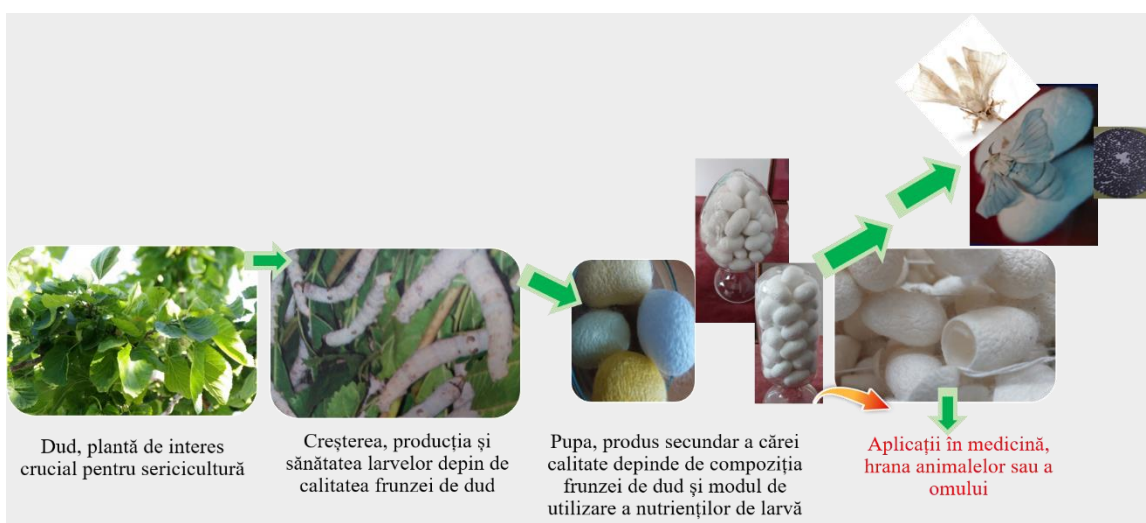 Dud, plantă de interes
crucial pentru sericicultură
Creșterea, producția și
sănătatea larvelor depin de
calitatea frunzei de dud
Pupa, produs secundar a cărei
calitate depinde de compoziția
frunzei de dud și modul de
utilizare a nutrienților de larvă
Aplicații în medicină,
hrana animalelor sau a
omului